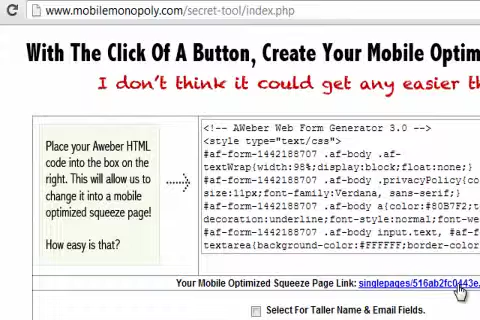 www.mobilemonopoly.com/secret-tool/index.php
With The Click Of A Button, Create Your Mobile Optim
I don't think it could get any easier th
Place your Aweber HTML
code into the box on the
right. This will allow us to
change it into a mobile
optimized squeeze page!
How easy is that?
<!-- AWeber Web Form Generator 3.0 -->
<style type="text/css">
#af-form-1442188707 .af-body .af-
textWrap{width:98%;display:block;float:none;}
#af-form-1442188707 .af-body .privacyPolicy{co
size:11px;font-family:Verdana, sans-serif;}
#af-form-1442188707 .af-body a{color:#80B7F2;t
decoration:underline;font-style:normal;font-we
#af-form-1442188707 .af-body input.text, #af-f
textarea{background-color:#FFFFFF;border-color
Your Mobile Optimized Squeeze Page Link: singlepages/516ab2fc0443e.
Select For Taller Name & Email Fields.